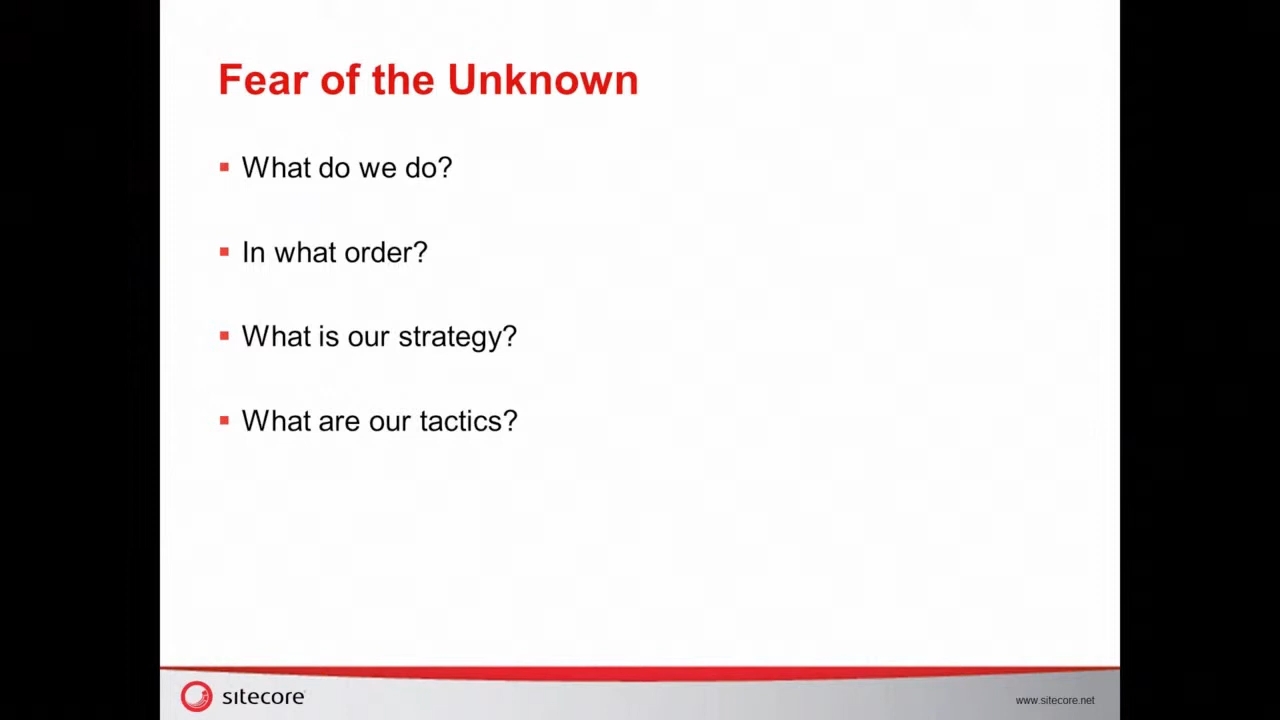 Fear of the Unknown
What do we do?
In what order?
What is our strategy?
What are our tactics?
sitecore
www.sitecore.net